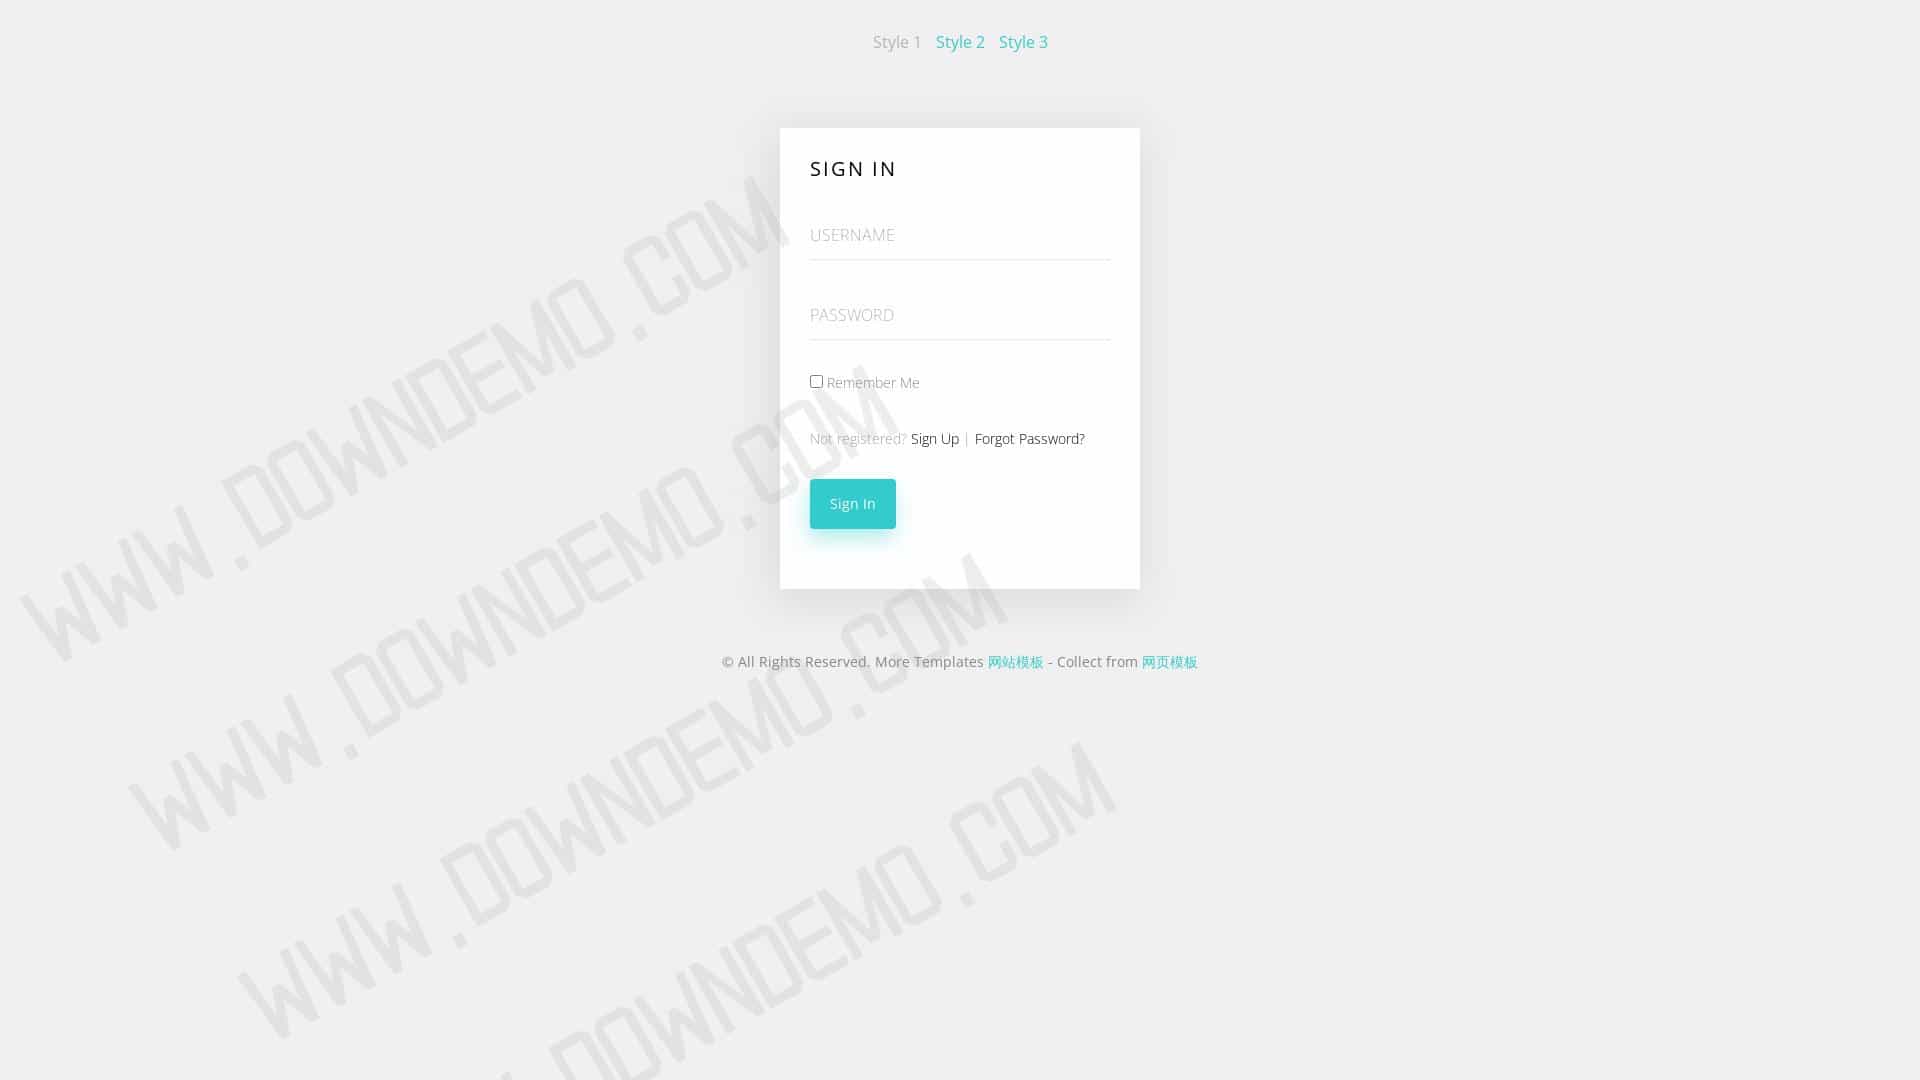 Style 1 Style 2 Style 3
SIGN IN
USERNAME
PASSWORD
Remember Me
Not registered? Sign Up | Forgot Password?
Sign In
© All Rights Reserved. More Templates 网站模板 - Collect from 网页模板
WWW.DOWNDEMO.COM
WWW.DOWNDEMO.COM
WWW.DOWNDEMO.COM
DOWNDEMO.COM